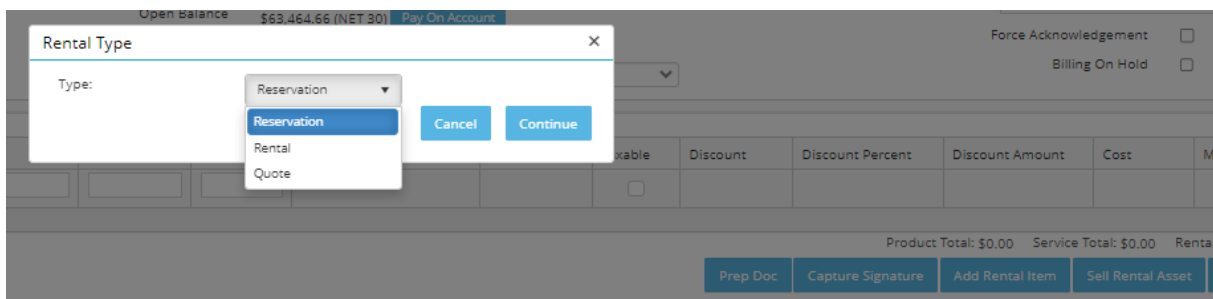 Open Balance $63,464.66 (NET 30) Pay On Account
Rental Type ×
Force Acknowledgement
Billing On Hold
Type: Reservation
Reservation
Rental
Quote
Cancel Continue
Discount Discount Percent Discount Amount Cost
Product Total: $0.00 Service Total: $0.00
Prep Doc Capture Signature Add Rental Item Sell Rental Asset